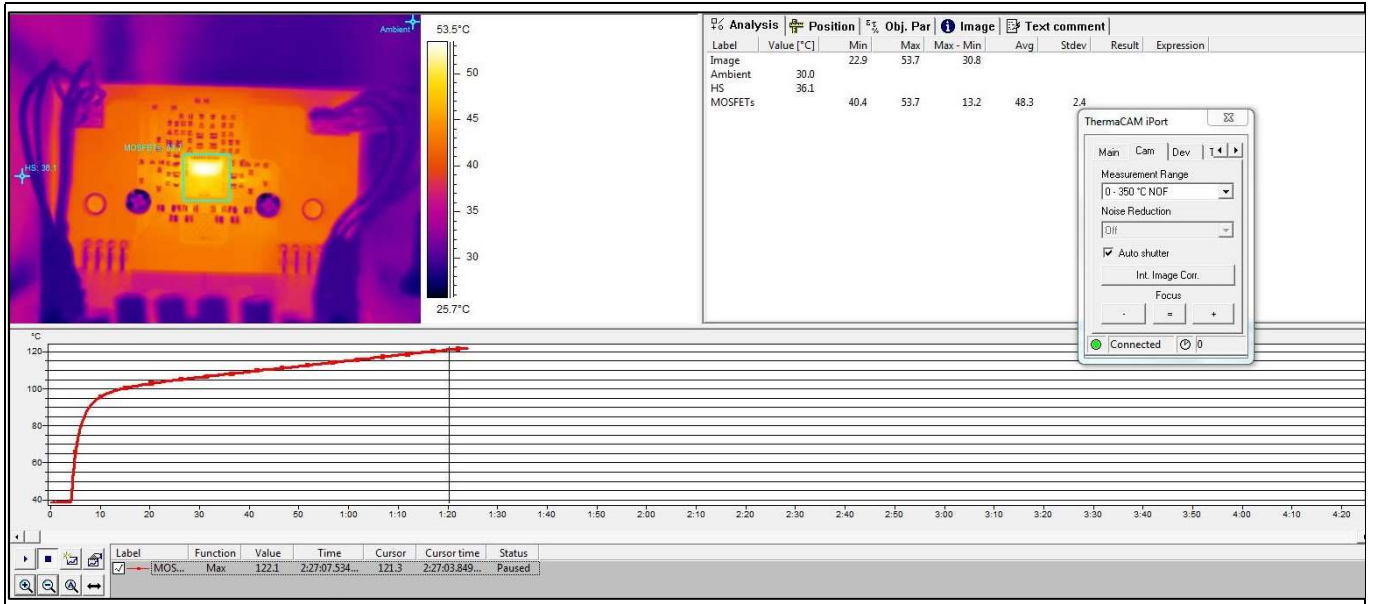 Ambient
53.5°C
50
45
40
35
30
25.7°C
HS: 36.1
Analysis Position Obj. Par Image Text comment
Label Value [°C] Min Max Max - Min Avg Stdev Result Expression
Image 22.9 53.7 30.8
Ambient 30.0
HS 36.1
MOSFETs 40.4 53.7 13.2 48.3 2.4
ThermaCAM iPort
Main Cam Dev
Measurement Range
0 - 350 °C NOF
Noise Reduction
Off
Auto shutter
Int. Image Corr.
Focus
- = +
Connected 0
°C
120
100
80
60
40
0 10 20 30 40 50 1:00 1:10 1:20 1:30 1:40 1:50 2:00 2:10 2:20 2:30 2:40 2:50 3:00 3:10 3:20 3:30 3:40 3:50 4:00 4:10 4:20
Label Function Value Time Cursor Cursor time Status
MOS... Max 122.1 2:27:07.534... 121.3 2:27:03.849... Paused